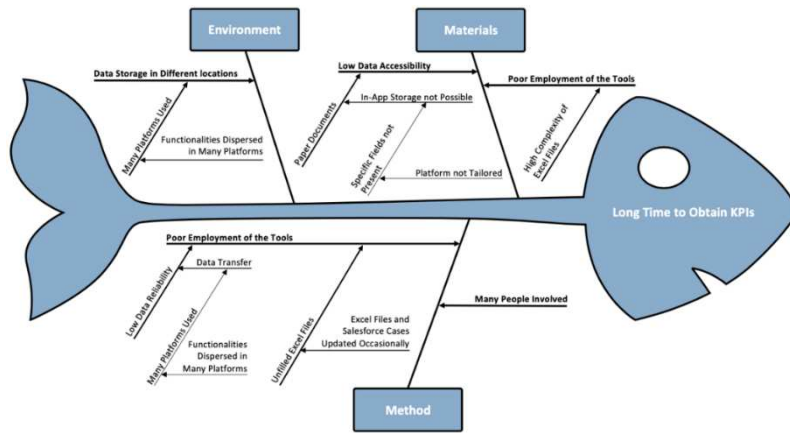 Environment
Materials
Data Storage in Different locations
Low Data Accessibility
Poor Employment of the Tools
Many Platforms Used
Functionalities Dispersed
in Many Platforms
Paper Documents
In-App Storage not Possible
Specific Fields not
Present
Platform not Tailored
High Complexity of
Excel Files
Long Time to Obtain KPIs
Poor Employment of the Tools
Low Data Reliability
Data Transfer
Many Platforms Used
Functionalities
Dispersed in
Many Platforms
Unfilled Excel Files
Excel Files and
Salesforce Cases
Updated Occasionally
Many People Involved
Method